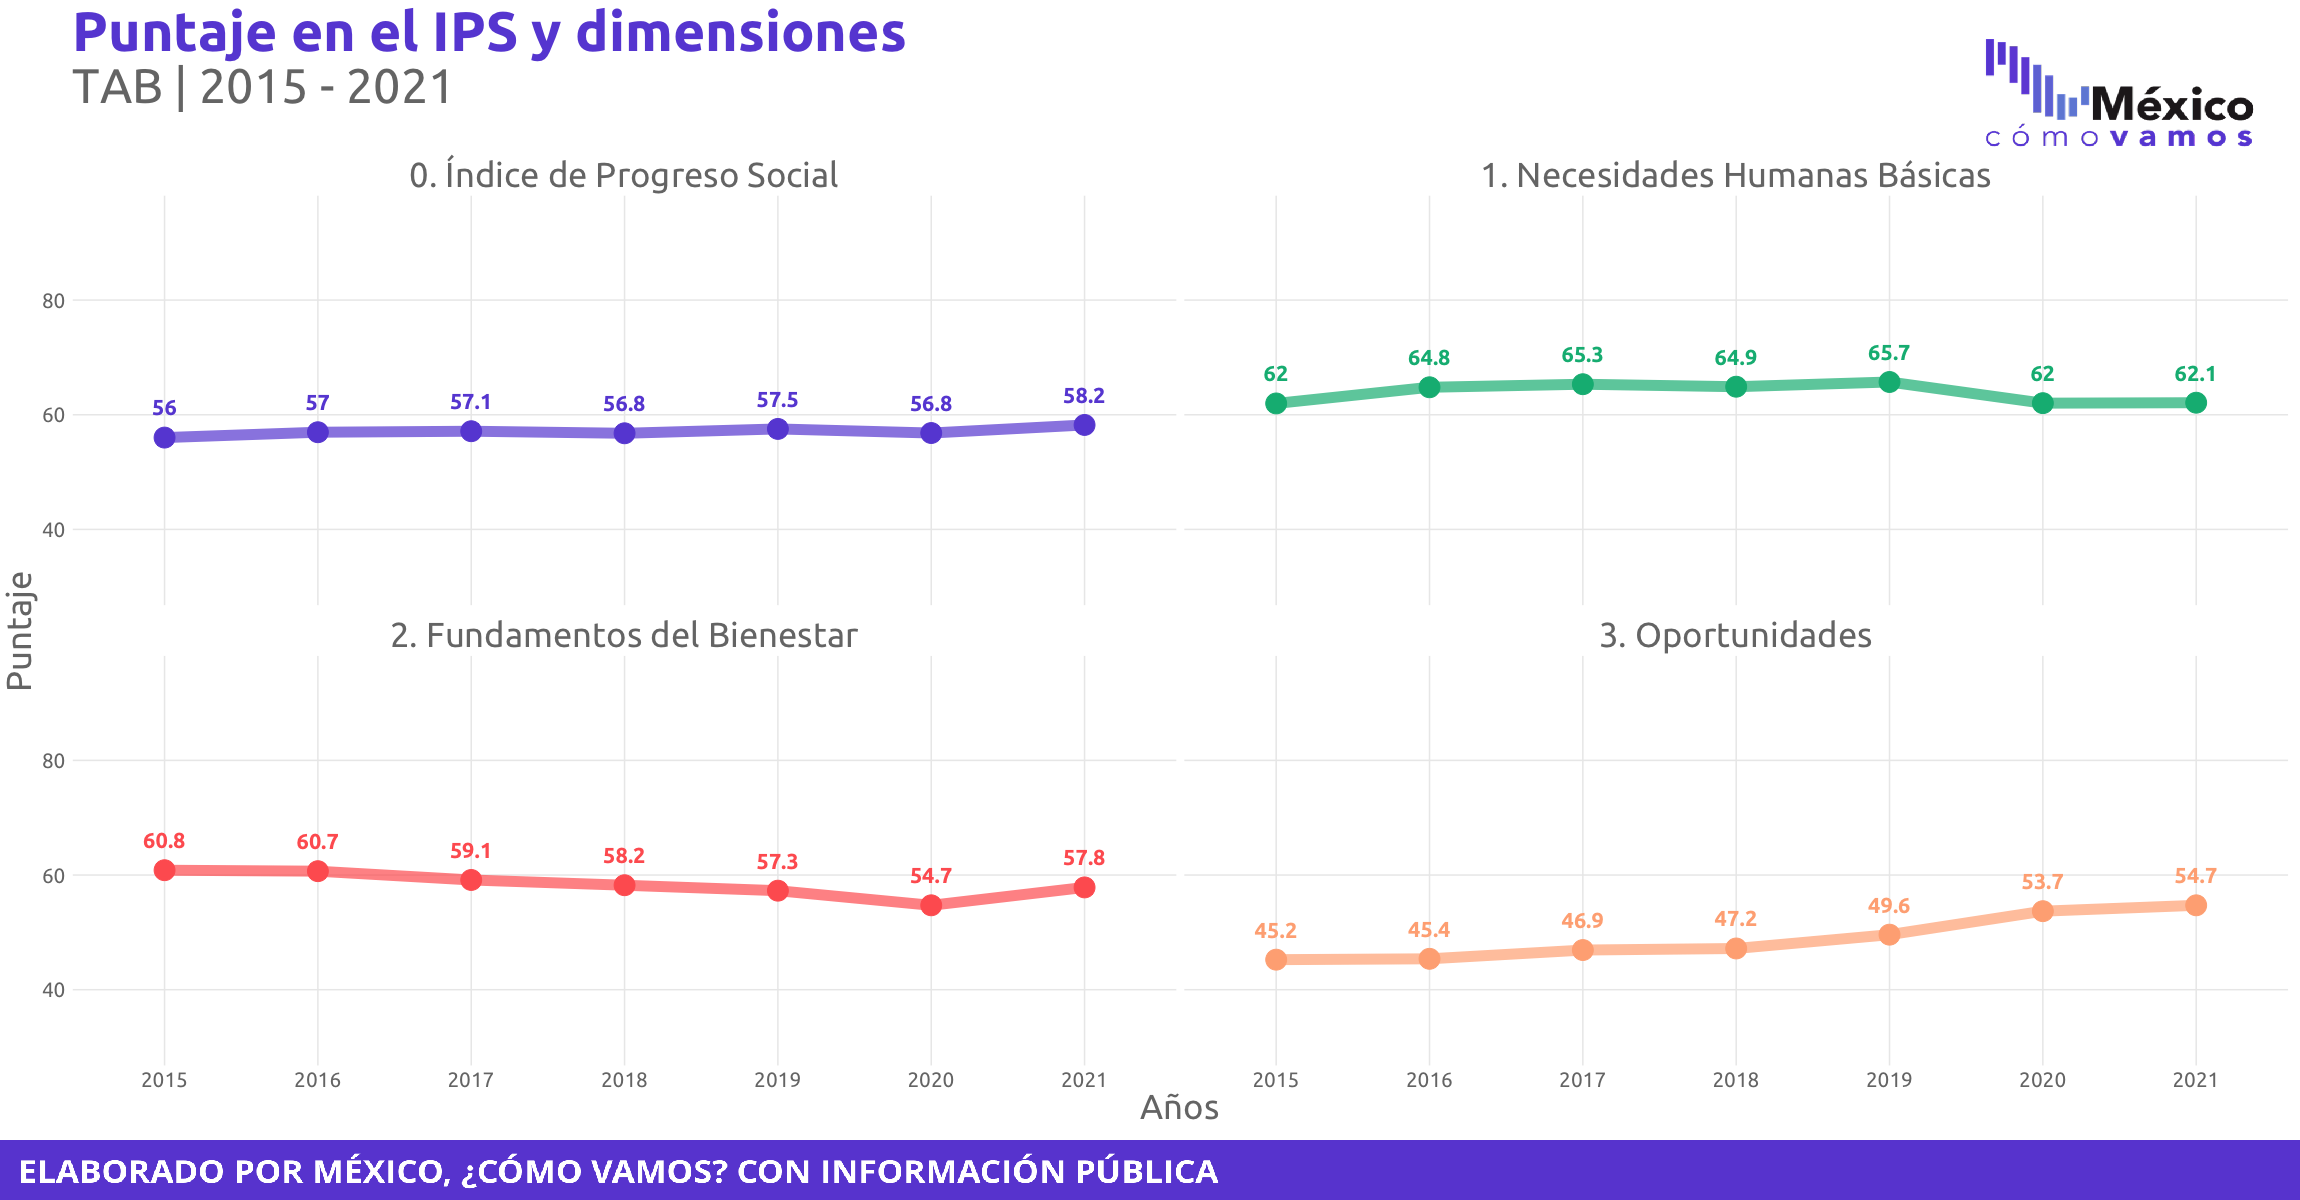 Puntaje en el IPS y dimensiones
TAB | 2015 - 2021
México
cómovamos
0. Índice de Progreso Social
80
60
40
56
57
57.1
56.8
57.5
56.8
58.2
1. Necesidades Humanas Básicas
62
64.8
65.3
64.9
65.7
62
62.1
Puntaje
2. Fundamentos del Bienestar
80
60
40
60.8
60.7
59.1
58.2
57.3
54.7
57.8
2015 2016 2017 2018 2019 2020 2021
3. Oportunidades
45.2
45.4
46.9
47.2
49.6
53.7
54.7
2015 2016 2017 2018 2019 2020 2021
Años
ELABORADO POR MÉXICO, ¿CÓMO VAMOS? CON INFORMACIÓN PÚBLICA